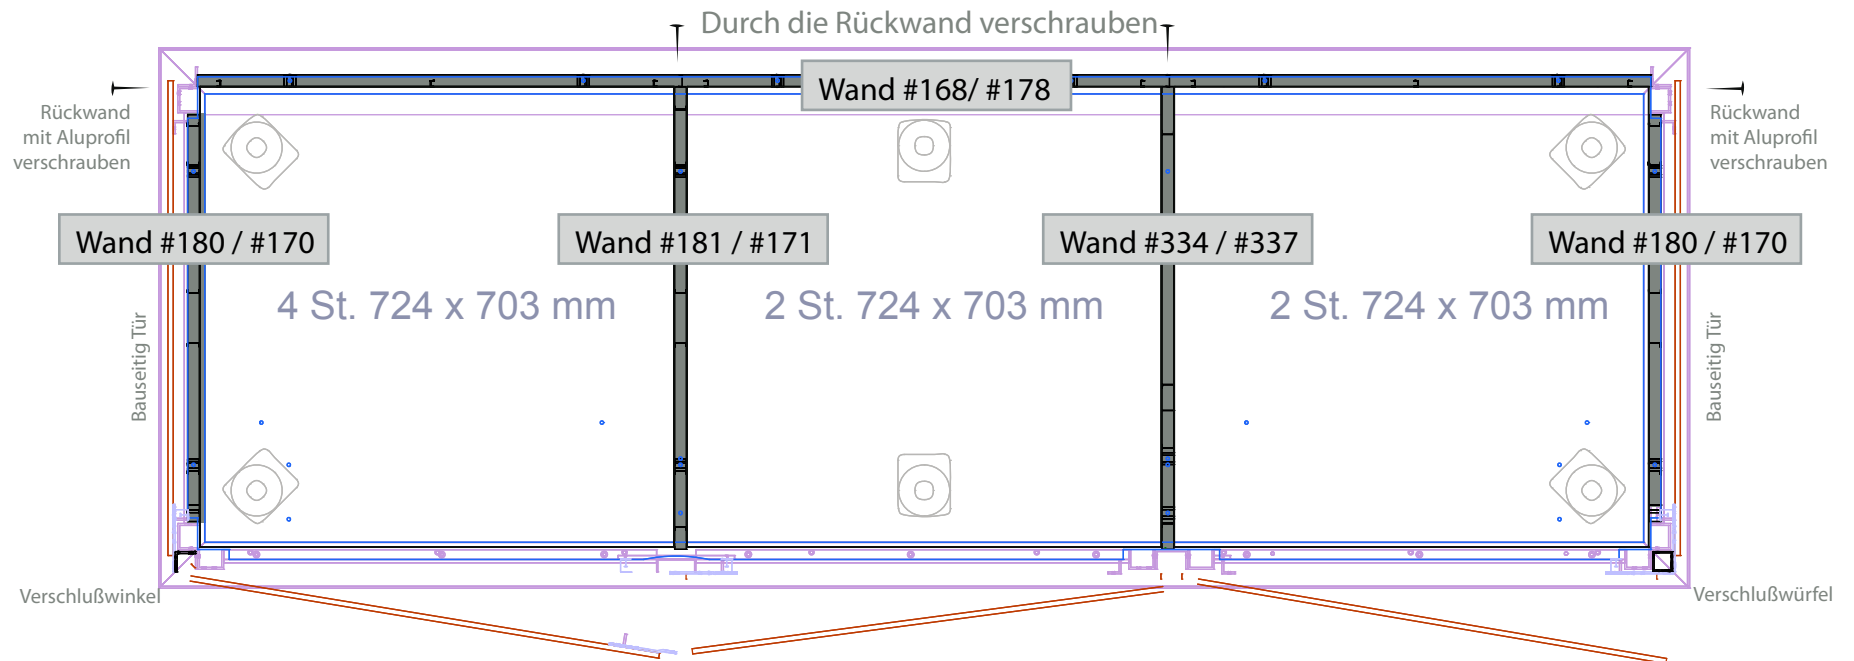 Durch die Rückwand verschrauben
Wand #168/ #178
Rückwand
mit Aluprofil
verschrauben
Rückwand
mit Aluprofil
verschrauben
Wand #180 / #170
Wand #181 / #171
Wand #334 / #337
Wand #180 / #170
4 St. 724 x 703 mm
2 St. 724 x 703 mm
2 St. 724 x 703 mm
Bauseitig Tür
Bauseitig Tür
Verschlußwinkel
Verschlußwürfel